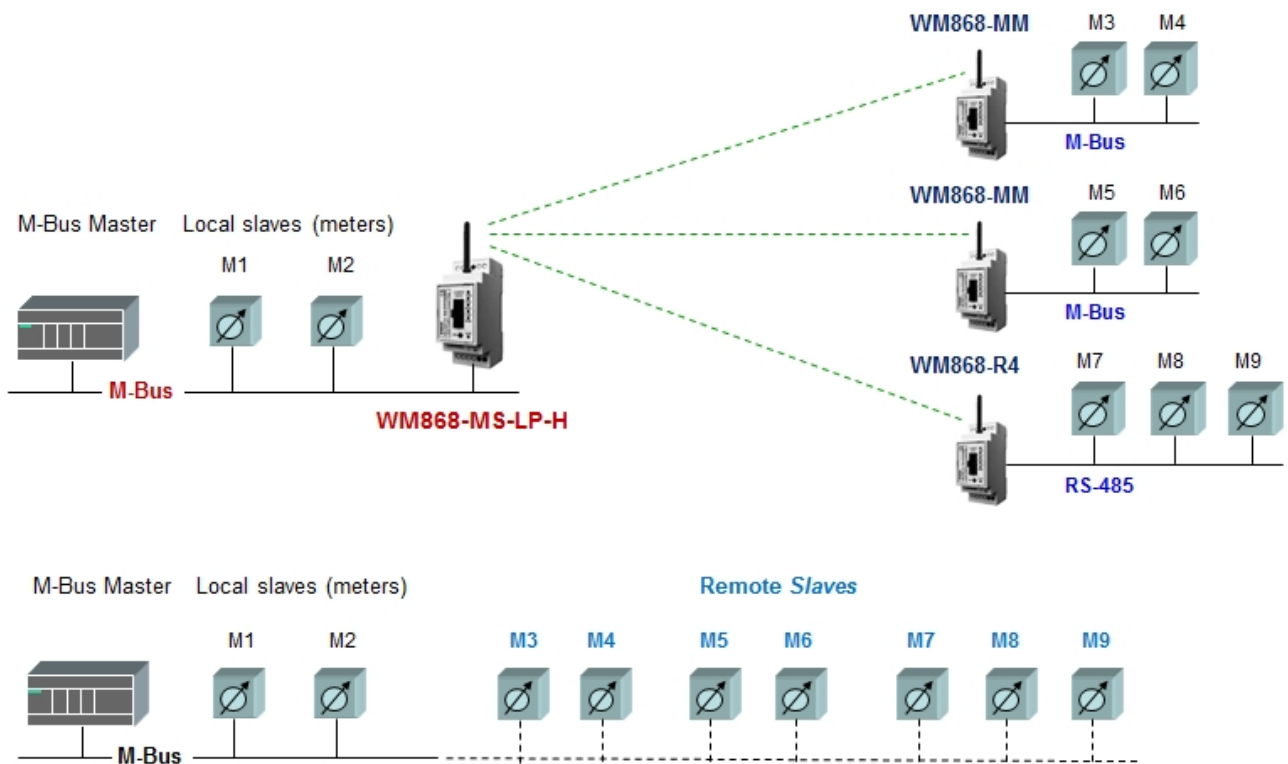 WM868-MM M3 M4
M-Bus
M-Bus Master Local slaves (meters)
M1 M2
WM868-MM M5 M6
M-Bus
M-Bus
WM868-MS-LP-H
WM868-R4 M7 M8 M9
RS-485
M-Bus Master Local slaves (meters) Remote Slaves
M1 M2 M3 M4 M5 M6 M7 M8 M9
M-Bus